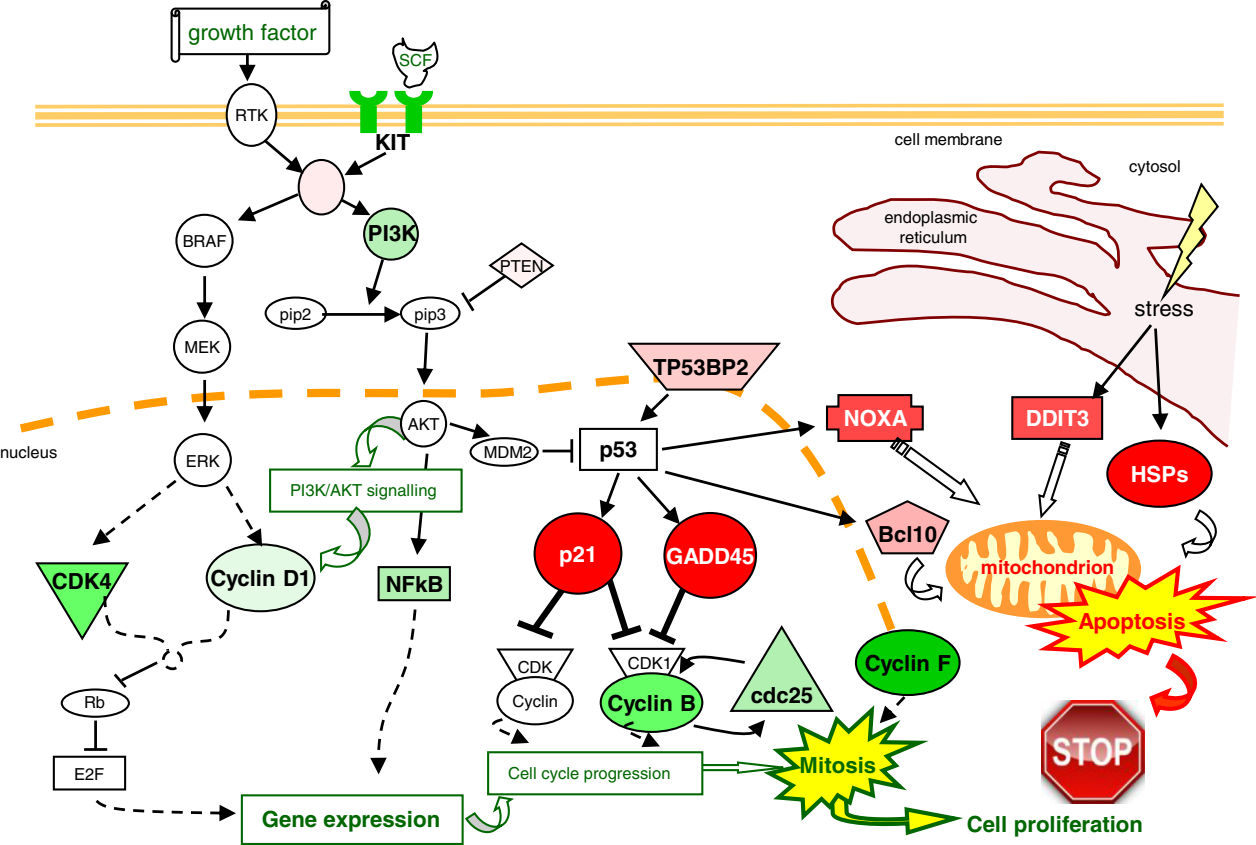 growth factor
SCF
RTK
KIT
cell membrane
cytosol
endoplasmic
reticulum
BRAF
PI3K
PTEN
pip2
pip3
stress
MEK
TP53BP2
NOXA
DDIT3
AKT
MDM2
p53
nucleus
ERK
HSPs
PI3K/AKT signalling
Bcl10
p21
GADD45
mitochondrion
CDK4
Cyclin D1
NFkB
Apoptosis
CDK
CDK1
Cyclin F
Cyclin
Cyclin B
cdc25
Rb
STOP
E2F
Cell cycle progression
Mitosis
Gene expression
Cell proliferation